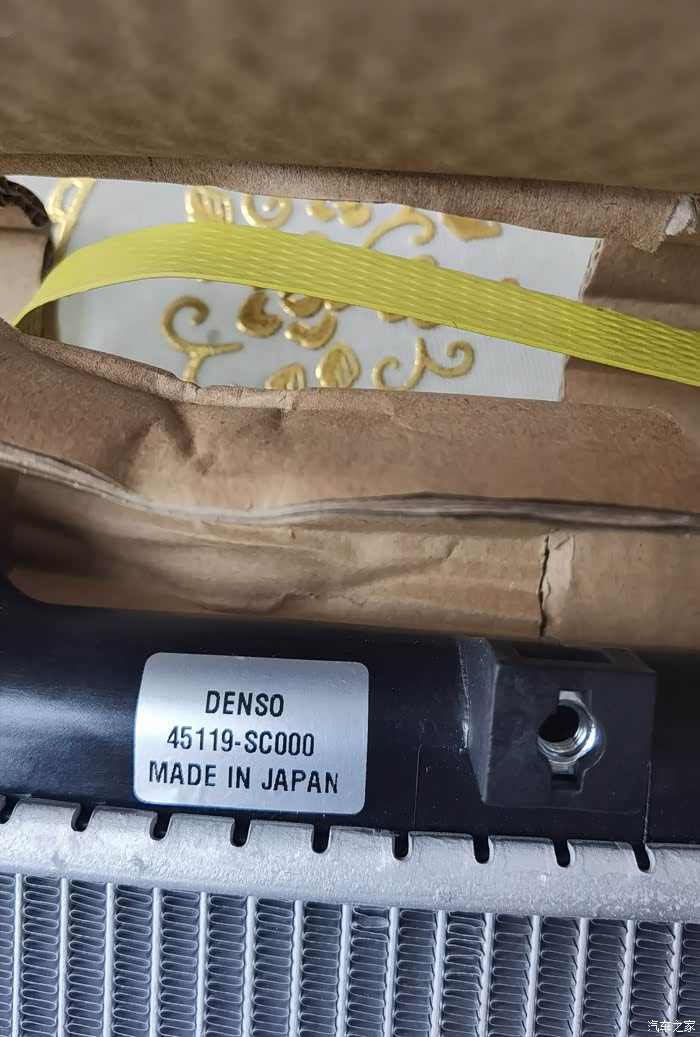 DENSO
45119-SC000
MADE IN JAPAN
汽车之家